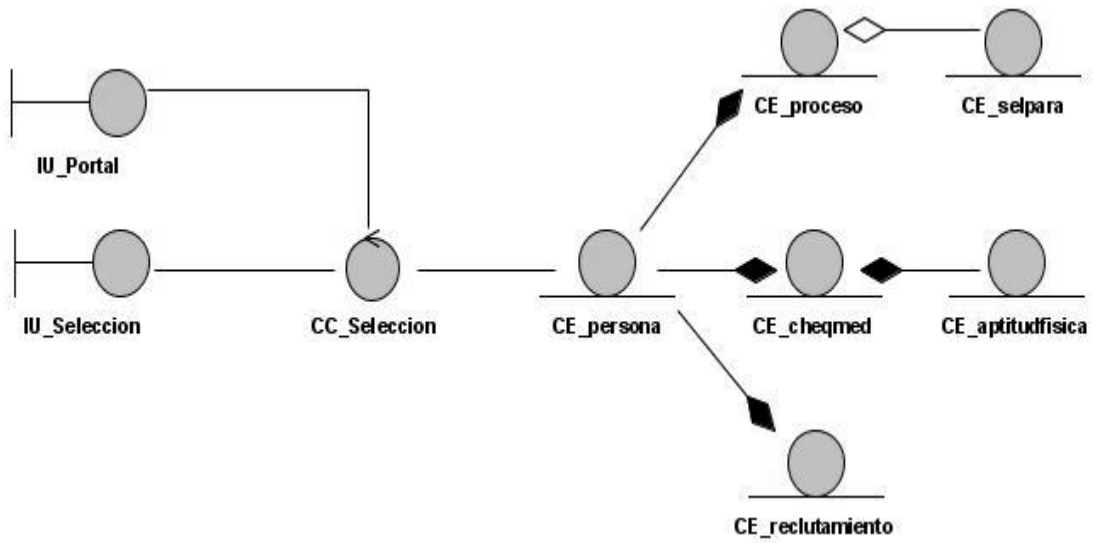 CE_proceso
CE_selpara
IU_Portal
IU_Seleccion
CC_Seleccion
CE_persona
CE_cheqmed
CE_aptitudfisica
CE_reclutamiento